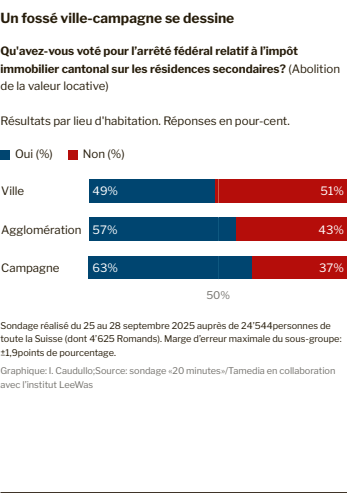 Un fossé ville-campagne se dessine
Qu'avez-vous voté pour l'arrêté fédéral relatif à l'impôt
immobilier cantonal sur les résidences secondaires? (Abolition
de la valeur locative)
Résultats par lieu d'habitation. Réponses en pour-cent.
Oui (%) Non (%)
Ville 49% 51%
Agglomération 57% 43%
Campagne 63% 37%
50%
Sondage réalisé du 25 au 28 septembre 2025 auprès de 24'544personnes de
toute la Suisse (dont 4'625 Romands). Marge d'erreur maximale du sous-groupe:
±1,9points de pourcentage.
Graphique: I. Caudullo;Source: sondage «20 minutes»/Tamedia en collaboration
avec l'institut LeeWas